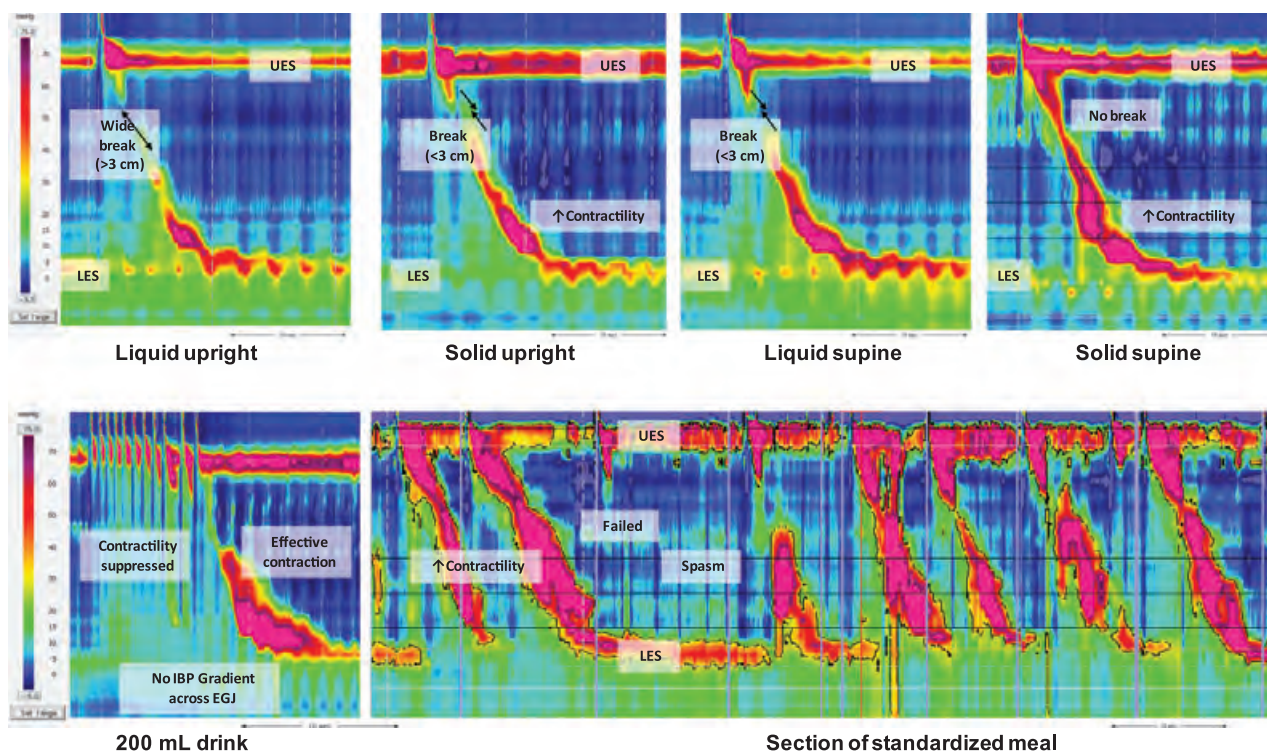 UES
UES
UES
UES
Wide
break
(>3 cm)
Break
(<3 cm)
Break
(<3 cm)
No break
↑Contractility
↑Contractility
LES
LES
LES
LES
Set range
Liquid upright
Solid upright
Liquid supine
Solid supine
UES
Contractility
suppressed
Effective
contraction
Failed
↑Contractility
Spasm
LES
No IBP Gradient
across EGJ
200 mL drink
Section of standardized meal